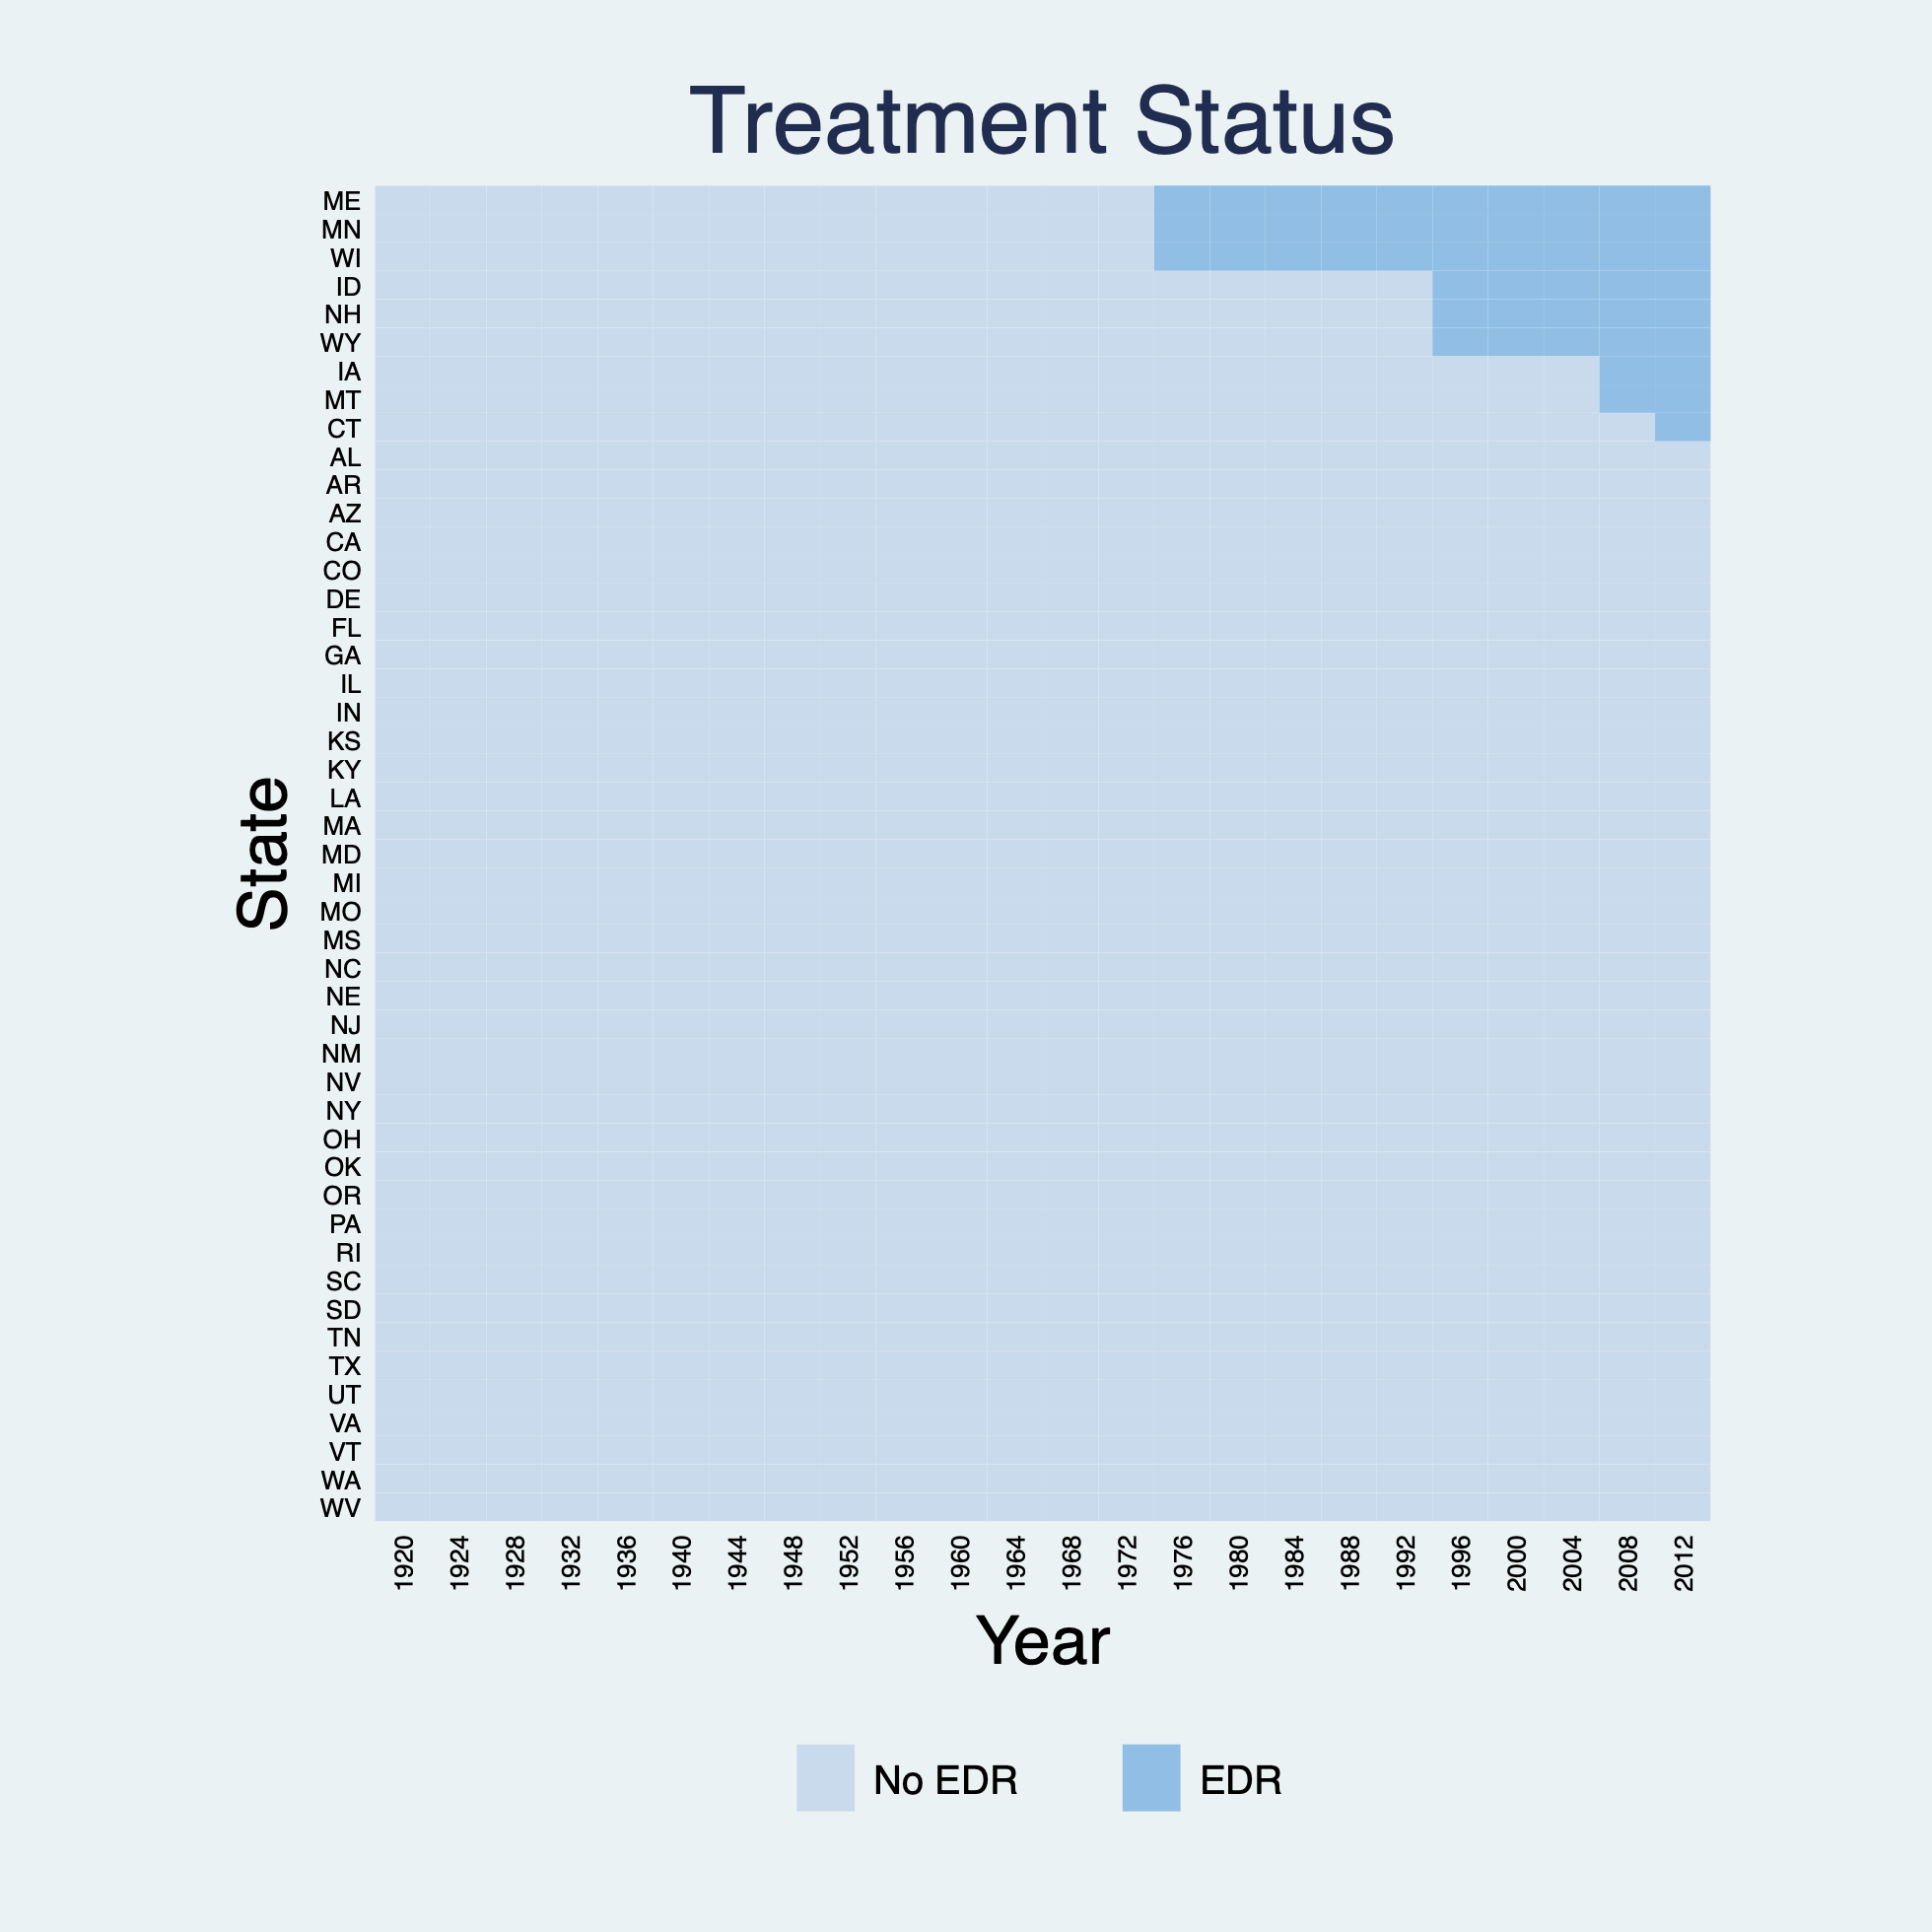 Treatment Status
ME
MN
WI
ID
NH
WY
IA
MT
CT
AL
AR
AZ
CA
CO
DE
FL
GA
IL
IN
KS
KY
LA
MA
MD
MI
MO
MS
NC
NE
NJ
NM
NV
NY
OH
OK
OR
PA
RI
SC
SD
TN
TX
UT
VA
VT
WA
WV
State
1920 1924 1928 1932 1936 1940 1944 1948 1952 1956 1960 1964 1968 1972 1976 1980 1984 1988 1992 1996 2000 2004 2008 2012
Year
No EDR EDR